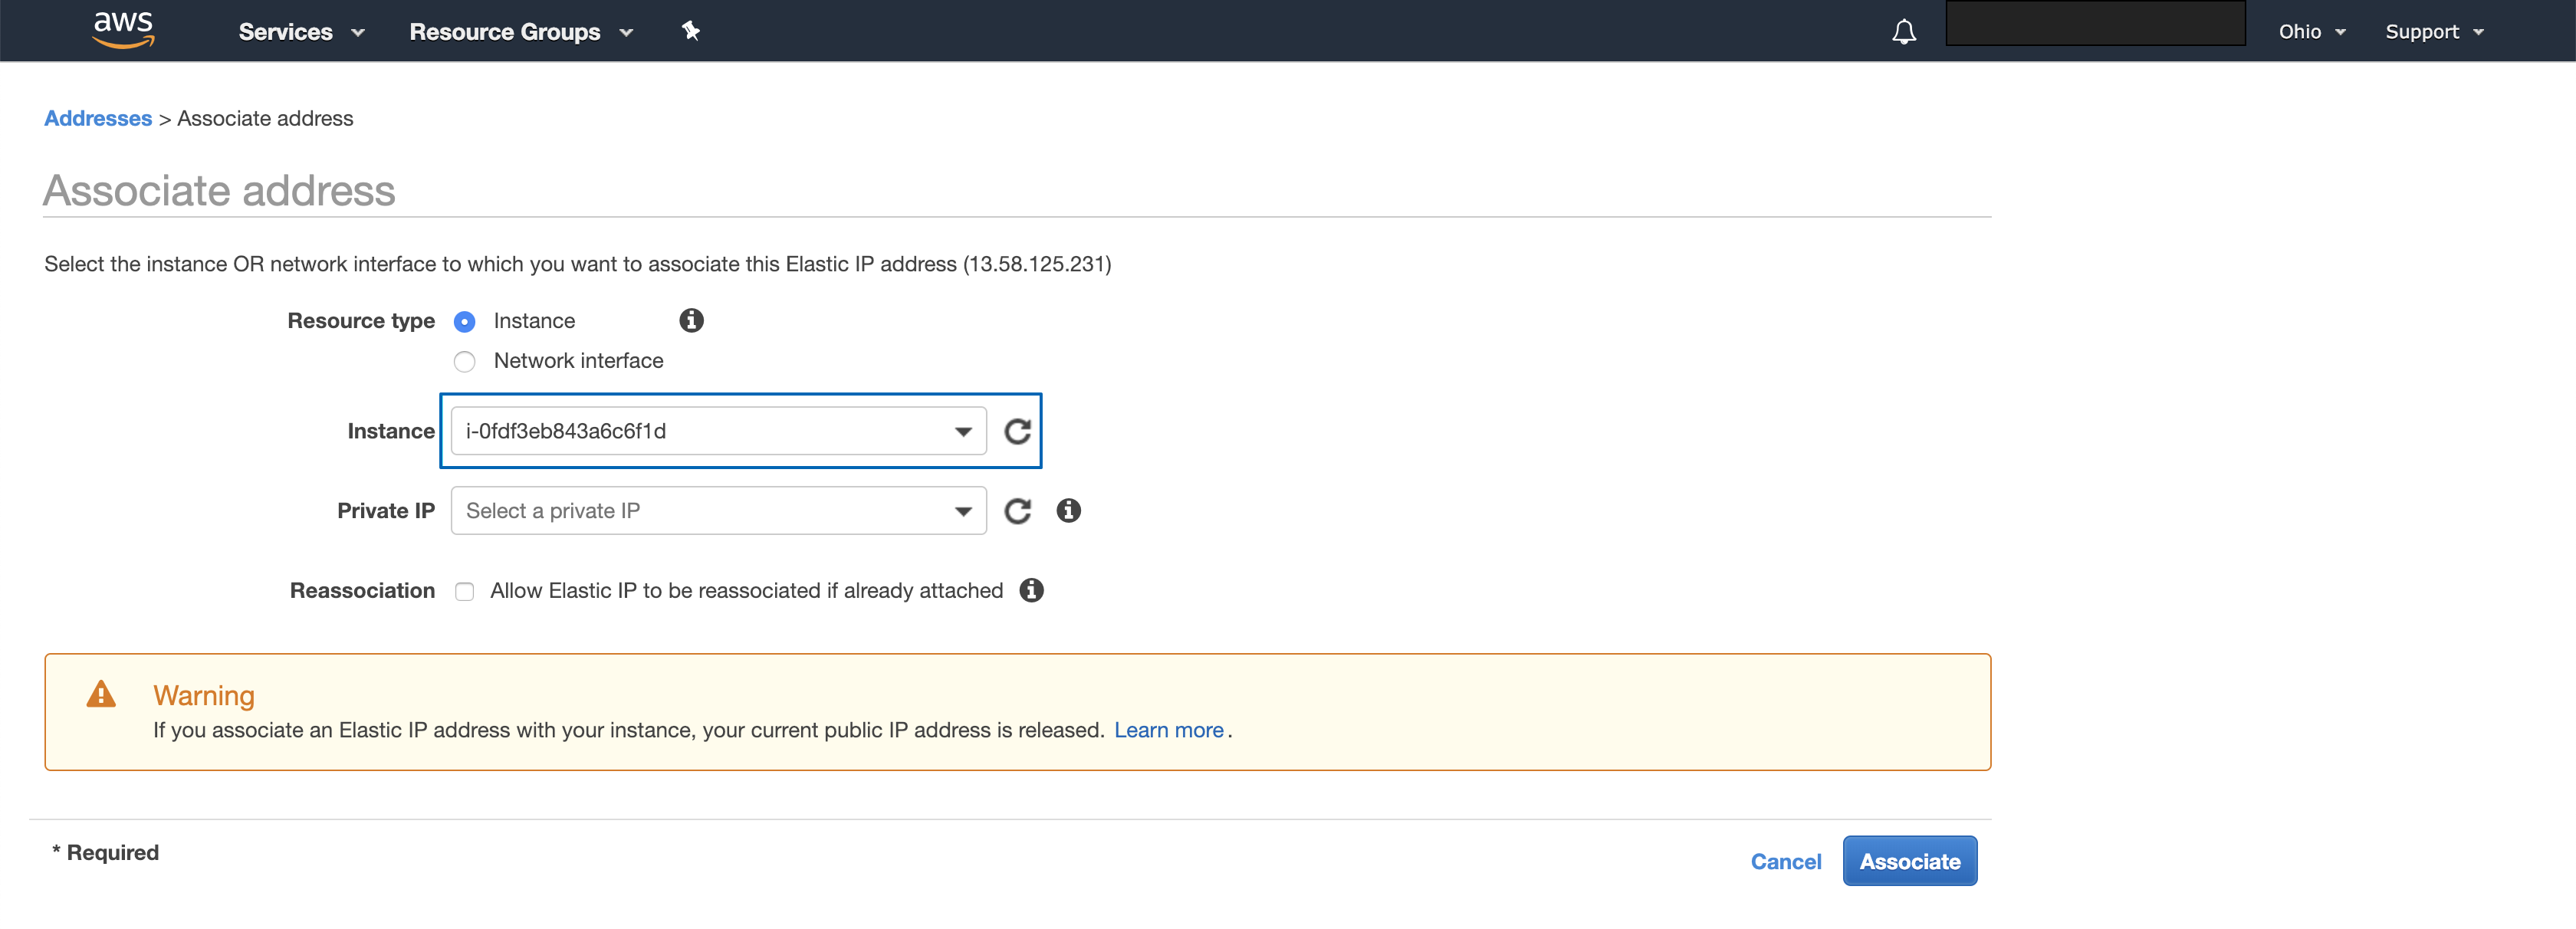 aws Services Resource Groups Ohio Support
Addresses > Associate address
Associate address
Select the instance OR network interface to which you want to associate this Elastic IP address (13.58.125.231)
Resource type Instance
Network interface
Instance i-0fdf3eb843a6c6f1d
Private IP Select a private IP
Reassociation Allow Elastic IP to be reassociated if already attached
Warning
If you associate an Elastic IP address with your instance, your current public IP address is released. Learn more.
* Required
Cancel Associate